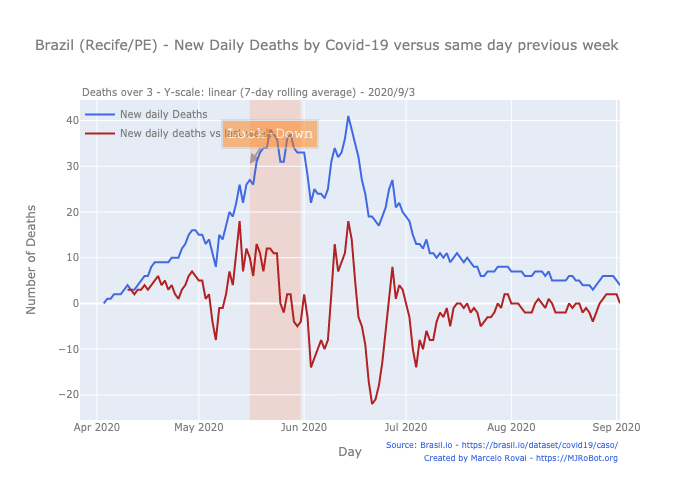 Brazil (Recife/PE) - New Daily Deaths by Covid-19 versus same day previous week
Deaths over 3 - Y-scale: linear (7-day rolling average) - 2020/9/3
New daily Deaths
New daily deaths vs last
Lock Down
40
30
20
10
0
−10
−20
Number of Deaths
Apr 2020
May 2020
Jun 2020
Jul 2020
Aug 2020
Sep 2020
Day
Source: Brasil.io - https://brasil.io/dataset/covid19/caso/
Created by Marcelo Rovai - https://MJRoBot.org